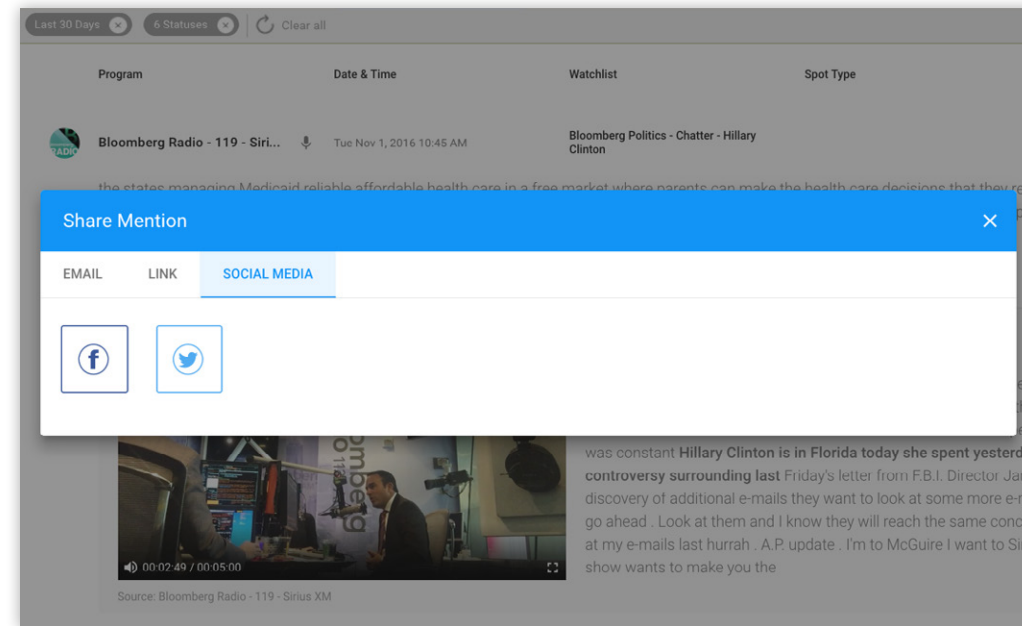 Last 30 Days
6 Statuses
Clear all
Program
Date & Time
Watchlist
Spot Type
RADIO
Bloomberg Radio - 119 - Siri...
Tue Nov 1, 2016 10:45 AM
Bloomberg Politics - Chatter - Hillary
Clinton
the states managing Medicaid reliable affordable health care in a free market where parents can make the health care decisions that they
Share Mention
EMAIL
LINK
SOCIAL MEDIA
was constant Hillary Clinton is in Florida today she spent
controversy surrounding last Friday's letter from F.B.I. Director
discovery of additional e-mails they want to look at some more
go ahead . Look at them and I know they will reach the same
at my e-mails last hurrah . A.P. update . I'm to McGuire I want to
show wants to make you the
00:02:49 / 00:05:00
Source: Bloomberg Radio - 119 - Sirius XM